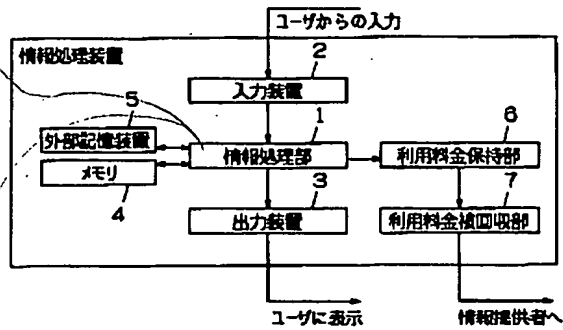 ユーザからの入力
情報処理装置
2
入力装置
5
1
6
外部記憶装置
情報処理部
利用料金保持部
メモリ
4
3
7
出力装置
利用料金被回収部
ユーザに表示
情報提供者へ